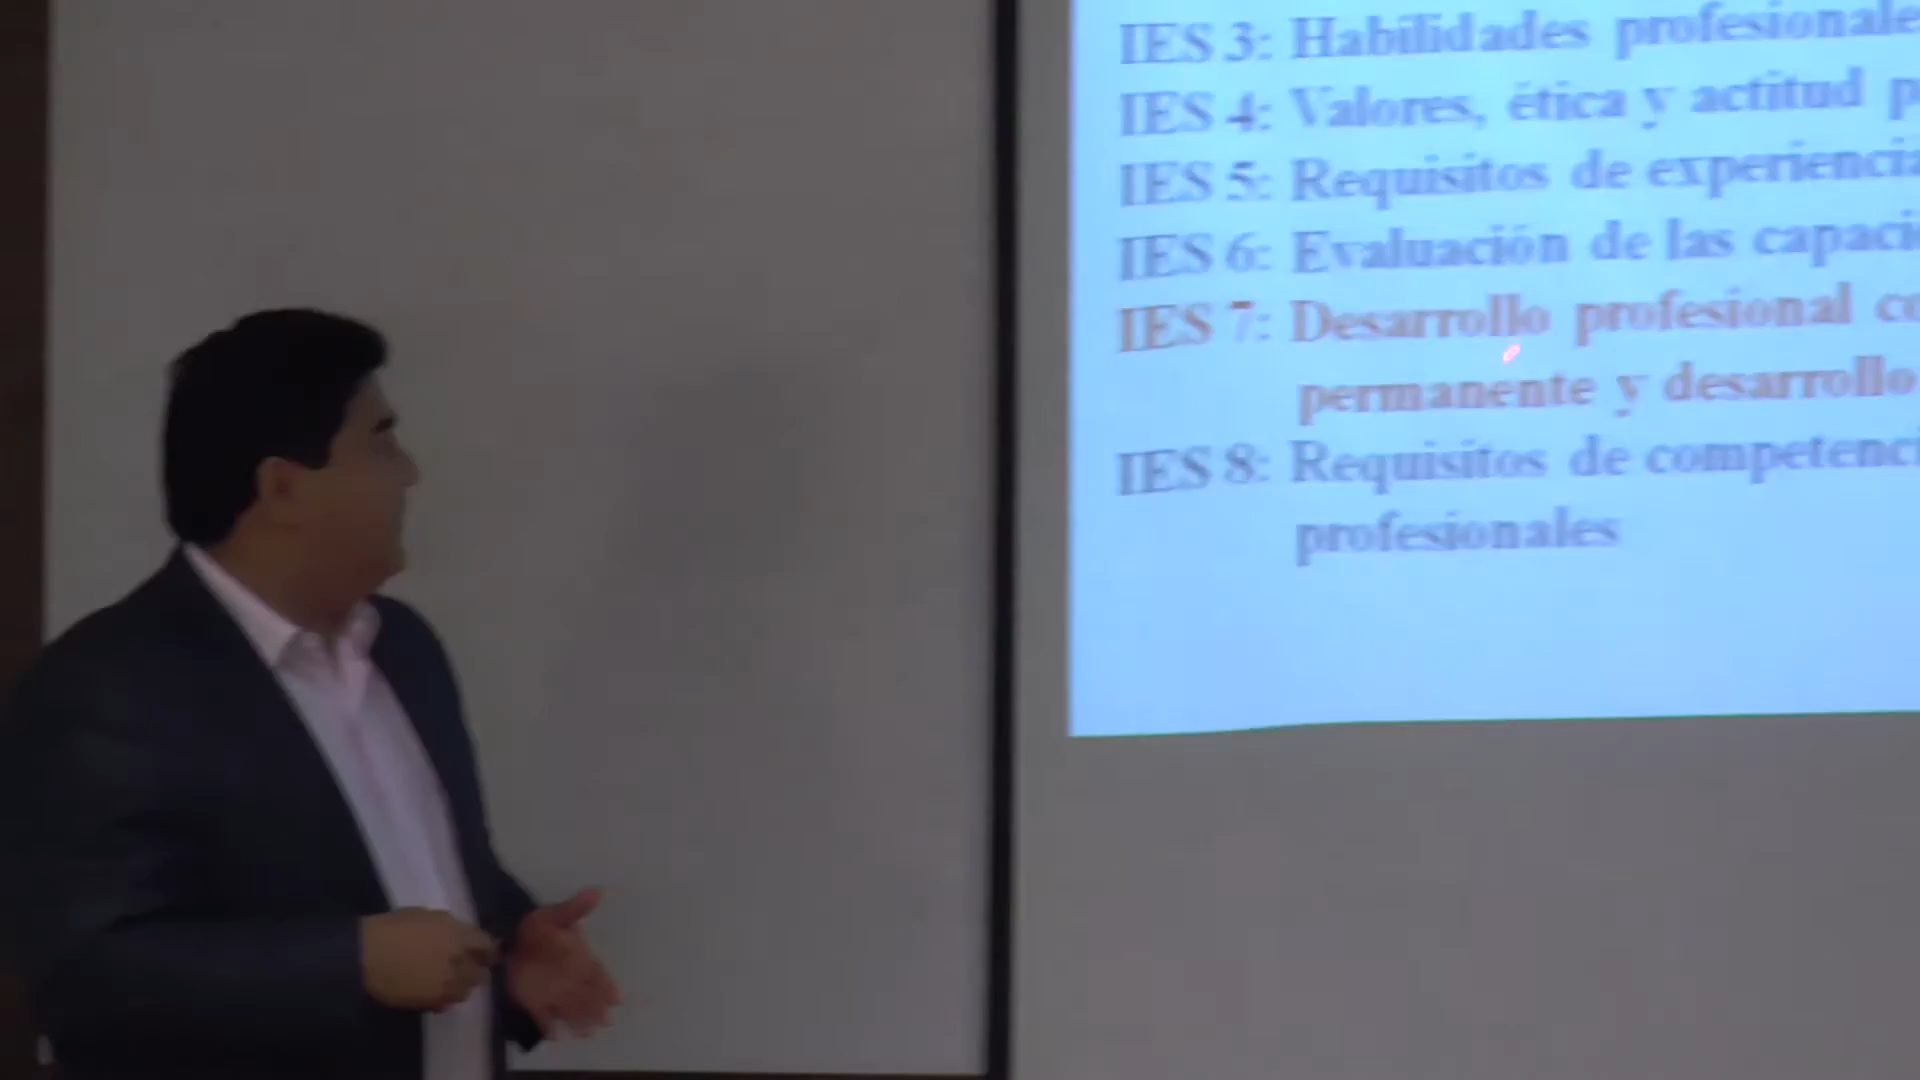 IES 3: Habilidades profesionale
IES 4: Valores, ética y actitud p
IES 5: Requisitos de experiencia
IES 6: Evaluación de las capaci
IES 7: Desarrollo profesional co
permanente y desarrollo
IES 8: Requisitos de competenci
profesionales